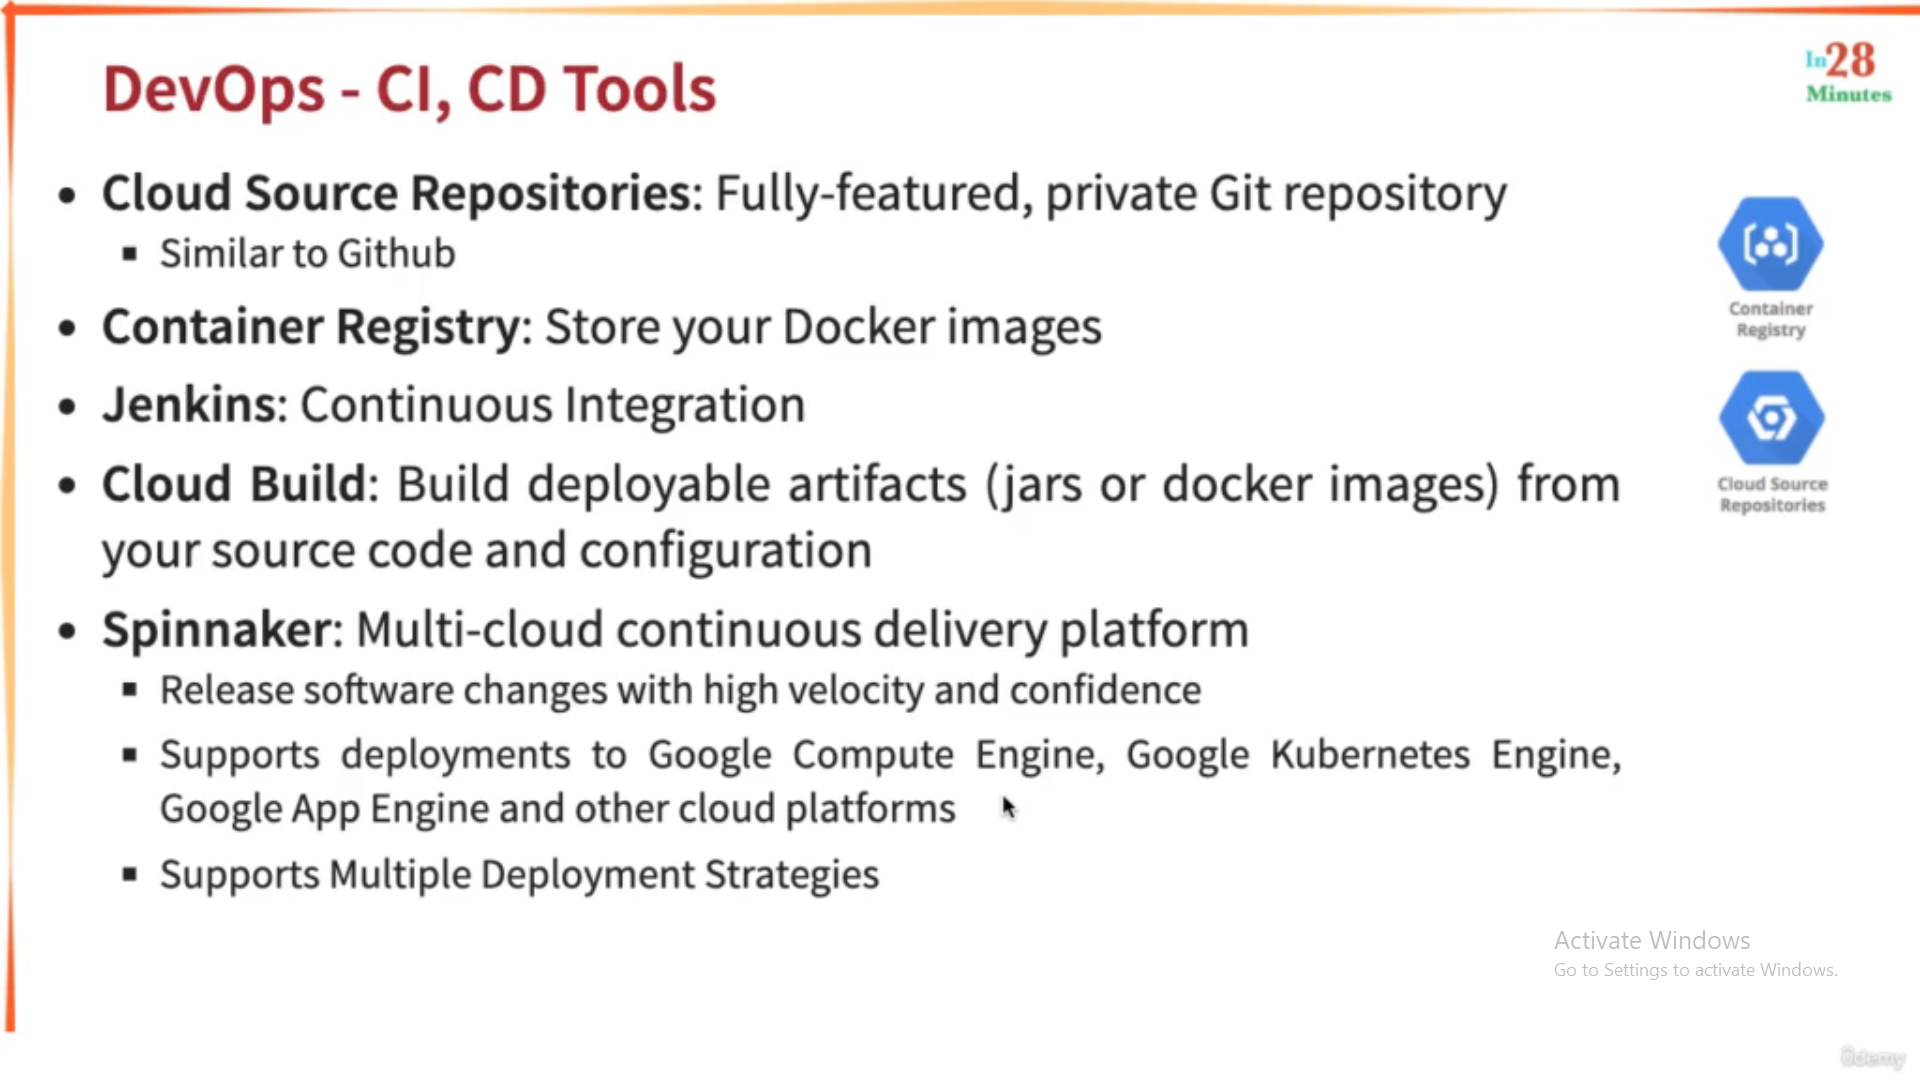 DevOps - CI, CD Tools
In28
Minutes
• Cloud Source Repositories: Fully-featured, private Git repository
▪ Similar to Github
• Container Registry: Store your Docker images
• Jenkins: Continuous Integration
• Cloud Build: Build deployable artifacts (jars or docker images) from
your source code and configuration
• Spinnaker: Multi-cloud continuous delivery platform
▪ Release software changes with high velocity and confidence
▪ Supports deployments to Google Compute Engine, Google Kubernetes Engine,
Google App Engine and other cloud platforms
▪ Supports Multiple Deployment Strategies
Container
Registry
Cloud Source
Repositories
Activate Windows
Go to Settings to activate Windows.
ûdemy